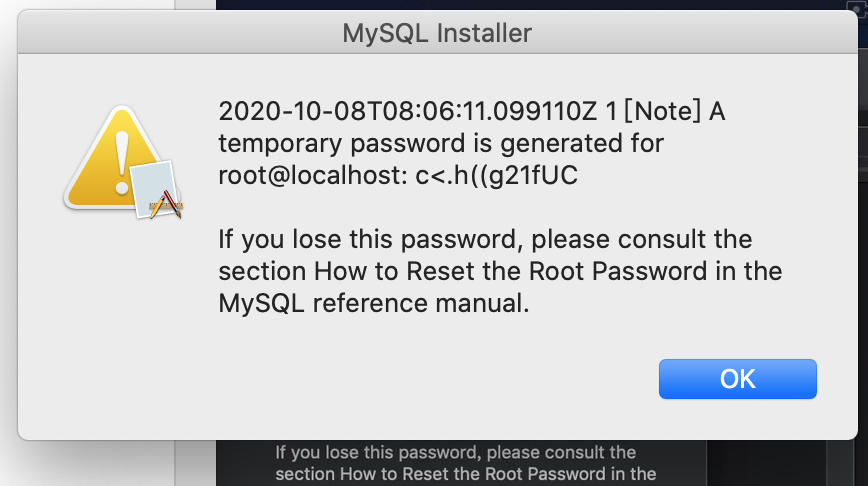 MySQL Installer
2020-10-08T08:06:11.099110Z 1 [Note] A
temporary password is generated for
root@localhost: c<.h((g21fUC
If you lose this password, please consult the
section How to Reset the Root Password in the
MySQL reference manual.
OK
If you lose this password, please consult the
section How to Reset the Root Password in the